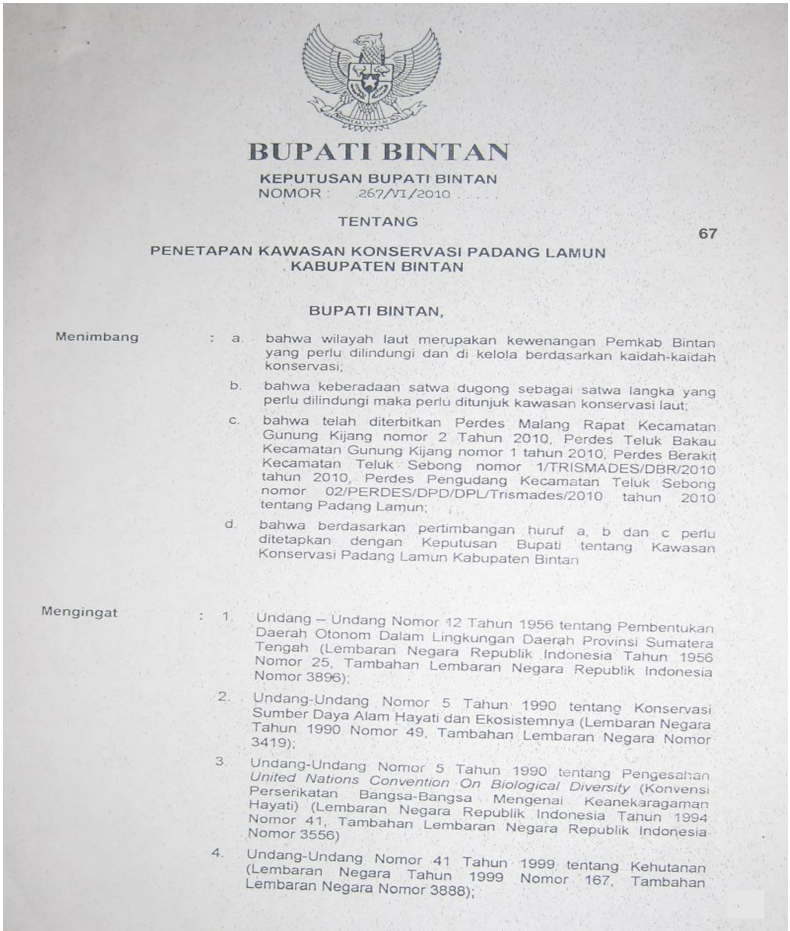 BUPATI BINTAN
KEPUTUSAN BUPATI BINTAN
NOMOR : 267/VI/2010 . . . . .
TENTANG
67
PENETAPAN KAWASAN KONSERVASI PADANG LAMUN
KABUPATEN BINTAN
BUPATI BINTAN,
Menimbang : a. bahwa wilayah laut merupakan kewenangan Pemkab Bintan
yang perlu dilindungi dan di kelola berdasarkan kaidah-kaidah
konservasi;
b. bahwa keberadaan satwa dugong sebagai satwa langka yang
perlu dilindungi maka perlu ditunjuk kawasan konservasi laut;
c. bahwa telah diterbitkan Perdes Malang Rapat Kecamatan
Gunung Kijang nomor 2 Tahun 2010, Perdes Teluk Bakau
Kecamatan Gunung Kijang nomor 1 tahun 2010, Perdes Berakit
Kecamatan Teluk Sebong nomor 1/TRISMADES/DBR/2010
tahun 2010, Perdes Pengudang Kecamatan Teluk Sebong
nomor 02/PERDES/DPD/DPL/Trismades/2010 tahun 2010
tentang Padang Lamun;
d. bahwa berdasarkan pertimbangan huruf a, b dan c perlu
ditetapkan dengan Keputusan Bupati tentang Kawasan
Konservasi Padang Lamun Kabupaten Bintan
Mengingat : 1. Undang – Undang Nomor 12 Tahun 1956 tentang Pembentukan
Daerah Otonom Dalam Lingkungan Daerah Provinsi Sumatera
Tengah (Lembaran Negara Republik Indonesia Tahun 1956
Nomor 25, Tambahan Lembaran Negara Republik Indonesia
Nomor 3896);
2. Undang-Undang Nomor 5 Tahun 1990 tentang Konservasi
Sumber Daya Alam Hayati dan Ekosistemnya (Lembaran Negara
Tahun 1990 Nomor 49, Tambahan Lembaran Negara Nomor
3419);
3. Undang-Undang Nomor 5 Tahun 1990 tentang Pengesahan
United Nations Convention On Biological Diversity (Konvensi
Perserikatan Bangsa-Bangsa Mengenai Keanekaragaman
Hayati) (Lembaran Negara Republik Indonesia Tahun 1994
Nomor 41, Tambahan Lembaran Negara Republik Indonesia
Nomor 3556)
4. Undang-Undang Nomor 41 Tahun 1999 tentang Kehutanan
(Lembaran Negara Tahun 1999 Nomor 167, Tambahan
Lembaran Negara Nomor 3888);